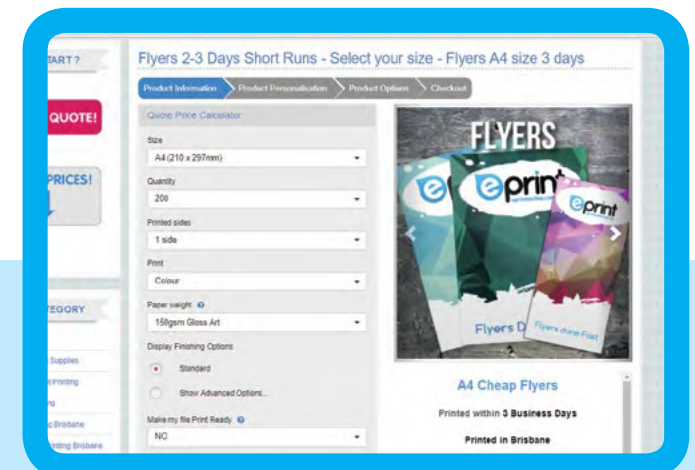 TART?
QUOTE!
PRICES!
TEGORY
Supplies
Printing
Brisbane
Brisbane
Flyers 2-3 Days Short Runs - Select your size - Flyers A4 size 3 days
Product Information
Product Personalisation
Product Options
Checkout
Quote Price Calculator
Size
A4 (210 x 297mm)
Quantity
200
Printed sides
1 side
Print
Colour
Paper weight
150gsm Gloss Art
Display Finishing Options
Standard
Show Advanced Options...
Make my file Print Ready
NO
FLYERS
eprint
eprint
Flyers D
Flyers done Fast
A4 Cheap Flyers
Printed within 3 Business Days
Printed in Brisbane